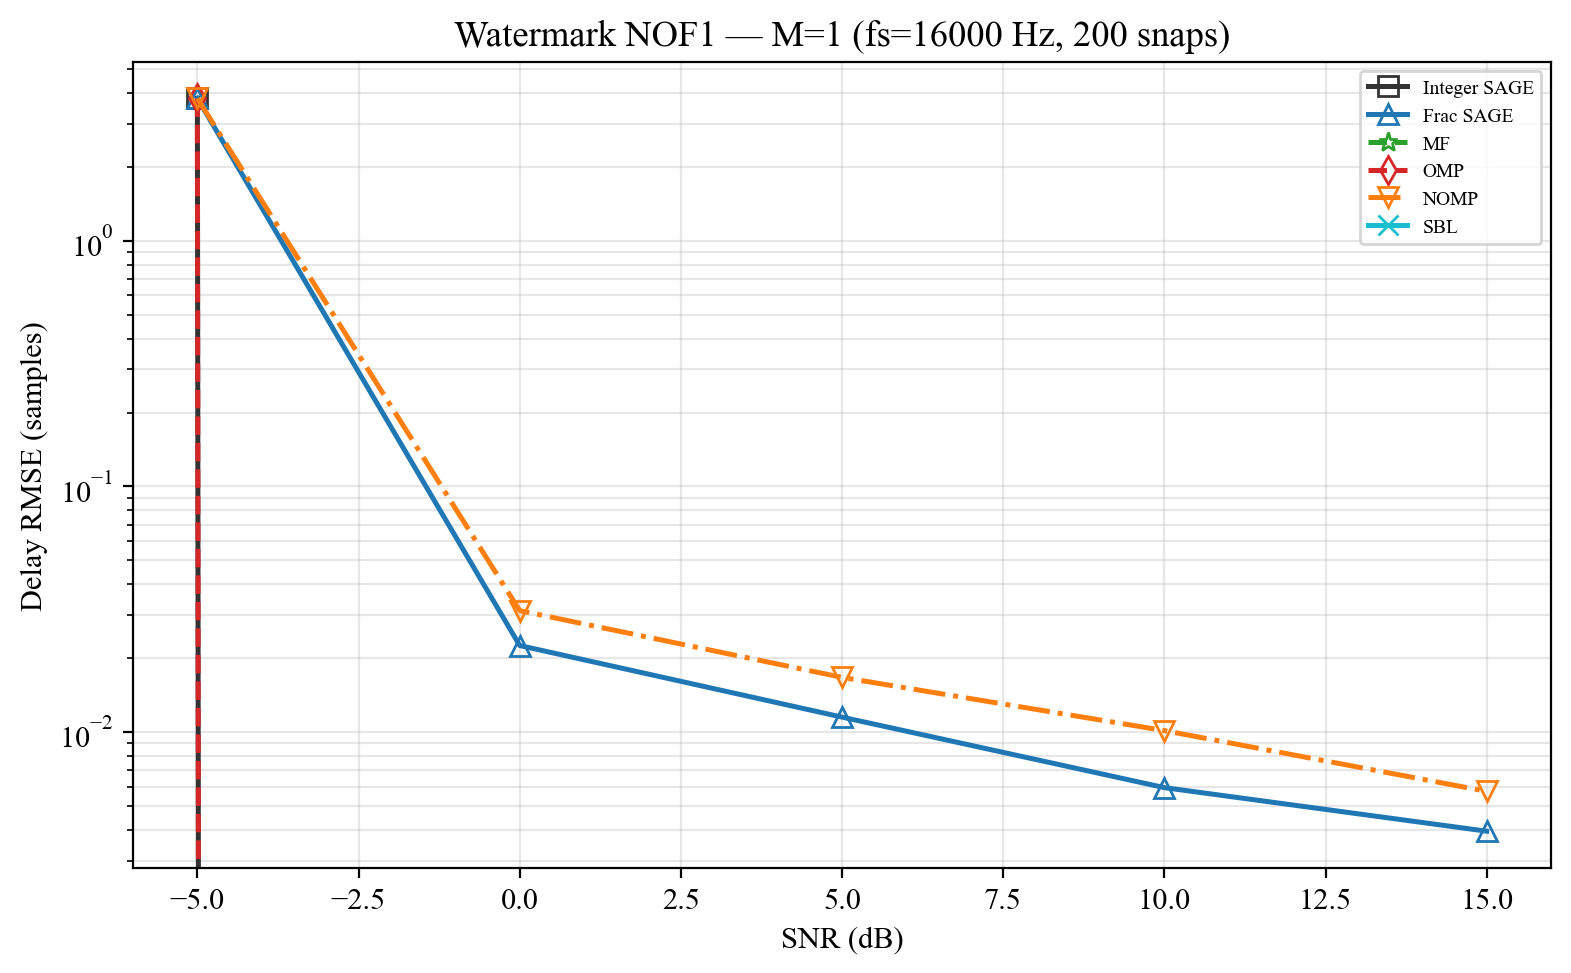 Watermark NOF1 — M=1 (fs=16000 Hz, 200 snaps)
Integer SAGE
Frac SAGE
MF
OMP
NOMP
SBL
Delay RMSE (samples)
10⁰
10⁻¹
10⁻²
−5.0 −2.5 0.0 2.5 5.0 7.5 10.0 12.5 15.0
SNR (dB)